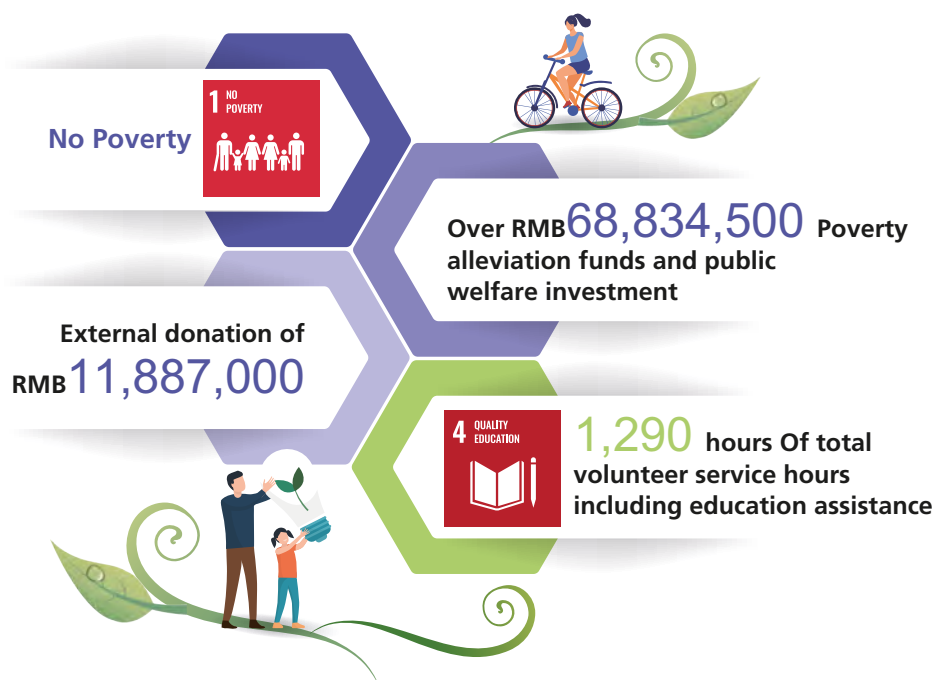 No Poverty
1 NO
POVERTY
Over RMB68,834,500 Poverty
alleviation funds and public
welfare investment
External donation of
RMB11,887,000
4 QUALITY
EDUCATION
1,290 hours Of total
volunteer service hours
including education assistance